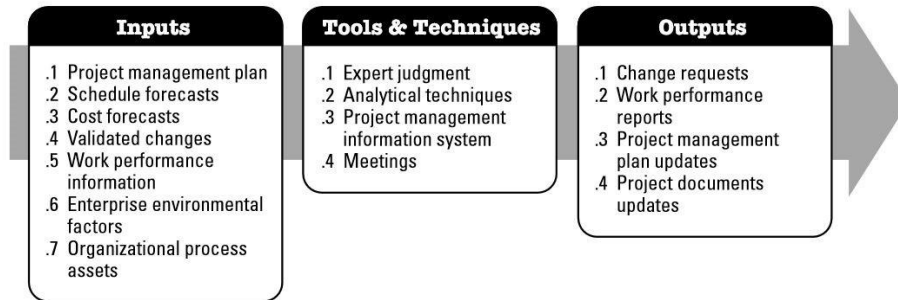 Inputs
.1 Project management plan
.2 Schedule forecasts
.3 Cost forecasts
.4 Validated changes
.5 Work performance
information
.6 Enterprise environmental
factors
.7 Organizational process
assets
Tools & Techniques
.1 Expert judgment
.2 Analytical techniques
.3 Project management
information system
.4 Meetings
Outputs
.1 Change requests
.2 Work performance
reports
.3 Project management
plan updates
.4 Project documents
updates